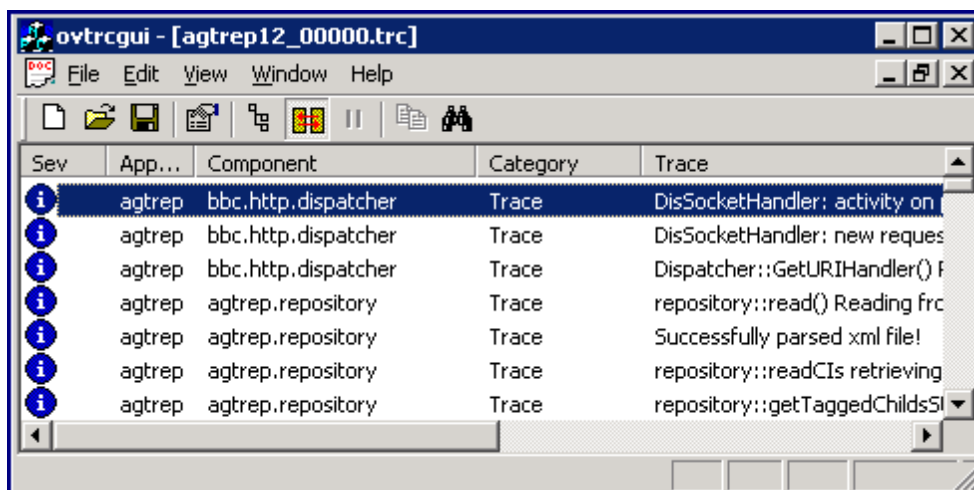 ovtrcgui - [agtrep12_00000.trc]
DOC File Edit View Window Help
Sev App... Component Category Trace
agtrep bbc.http.dispatcher Trace DisSocketHandler: activity on
agtrep bbc.http.dispatcher Trace DisSocketHandler: new reques
agtrep bbc.http.dispatcher Trace Dispatcher::GetURIHandler()
agtrep agtrep.repository Trace repository::read() Reading fro
agtrep agtrep.repository Trace Successfully parsed xml file!
agtrep agtrep.repository Trace repository::readCIs retrieving
agtrep agtrep.repository Trace repository::getTaggedChildsS